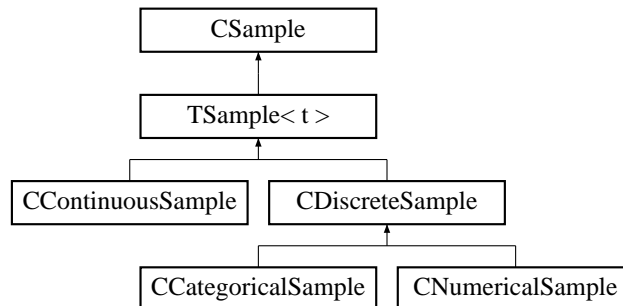 CSample
TSample< t >
CContinuousSample
CDiscreteSample
CCategoricalSample
CNumericalSample